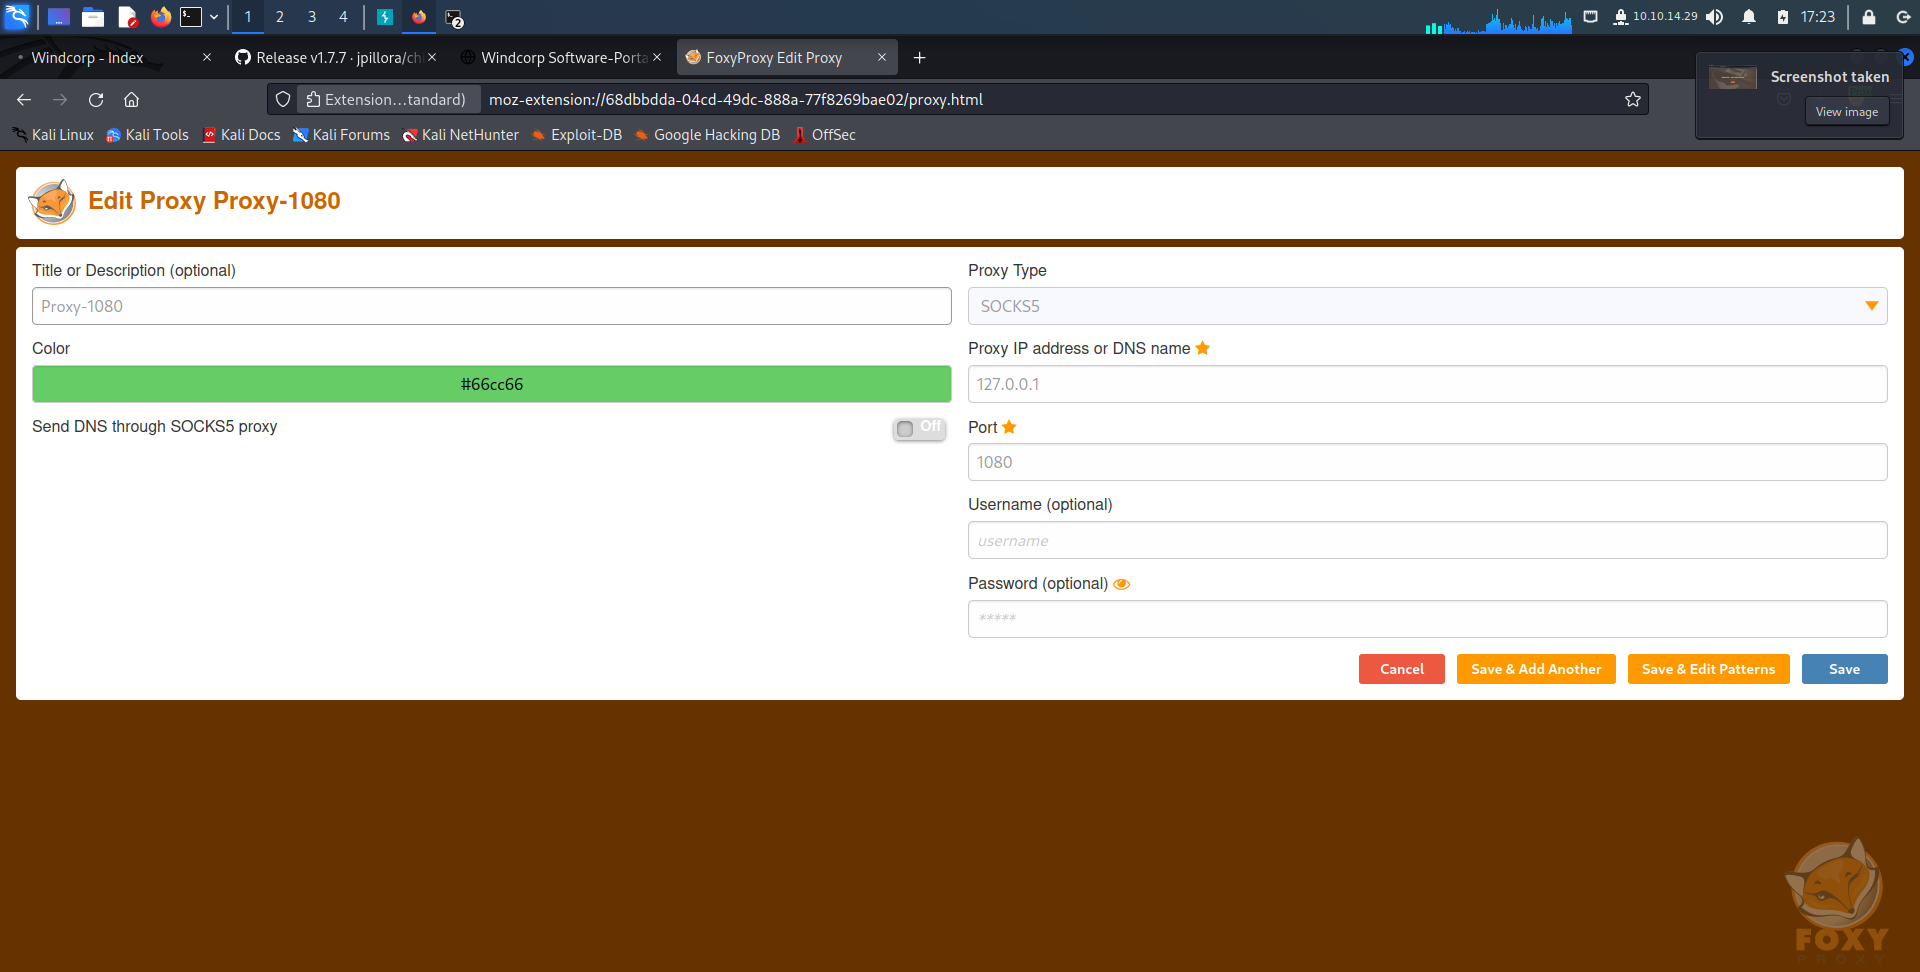 1 2 3 4 2 10.10.14.29 17:23
Windcorp - Index Release v1.7.7 · jpillora/chi Windcorp Software-Porta FoxyProxy Edit Proxy
Screenshot taken
View image
Extension...tandard) moz-extension://68dbbdda-04cd-49dc-888a-77f8269bae02/proxy.html
Kali Linux Kali Tools Kali Docs Kali Forums Kali NetHunter Exploit-DB Google Hacking DB OffSec
Edit Proxy Proxy-1080
Title or Description (optional)
Proxy-1080
Color
#66cc66
Send DNS through SOCKS5 proxy Off
Proxy Type
SOCKS5
Proxy IP address or DNS name
127.0.0.1
Port
1080
Username (optional)
username
Password (optional)
*****
Cancel Save & Add Another Save & Edit Patterns Save
FOXY
PROXY